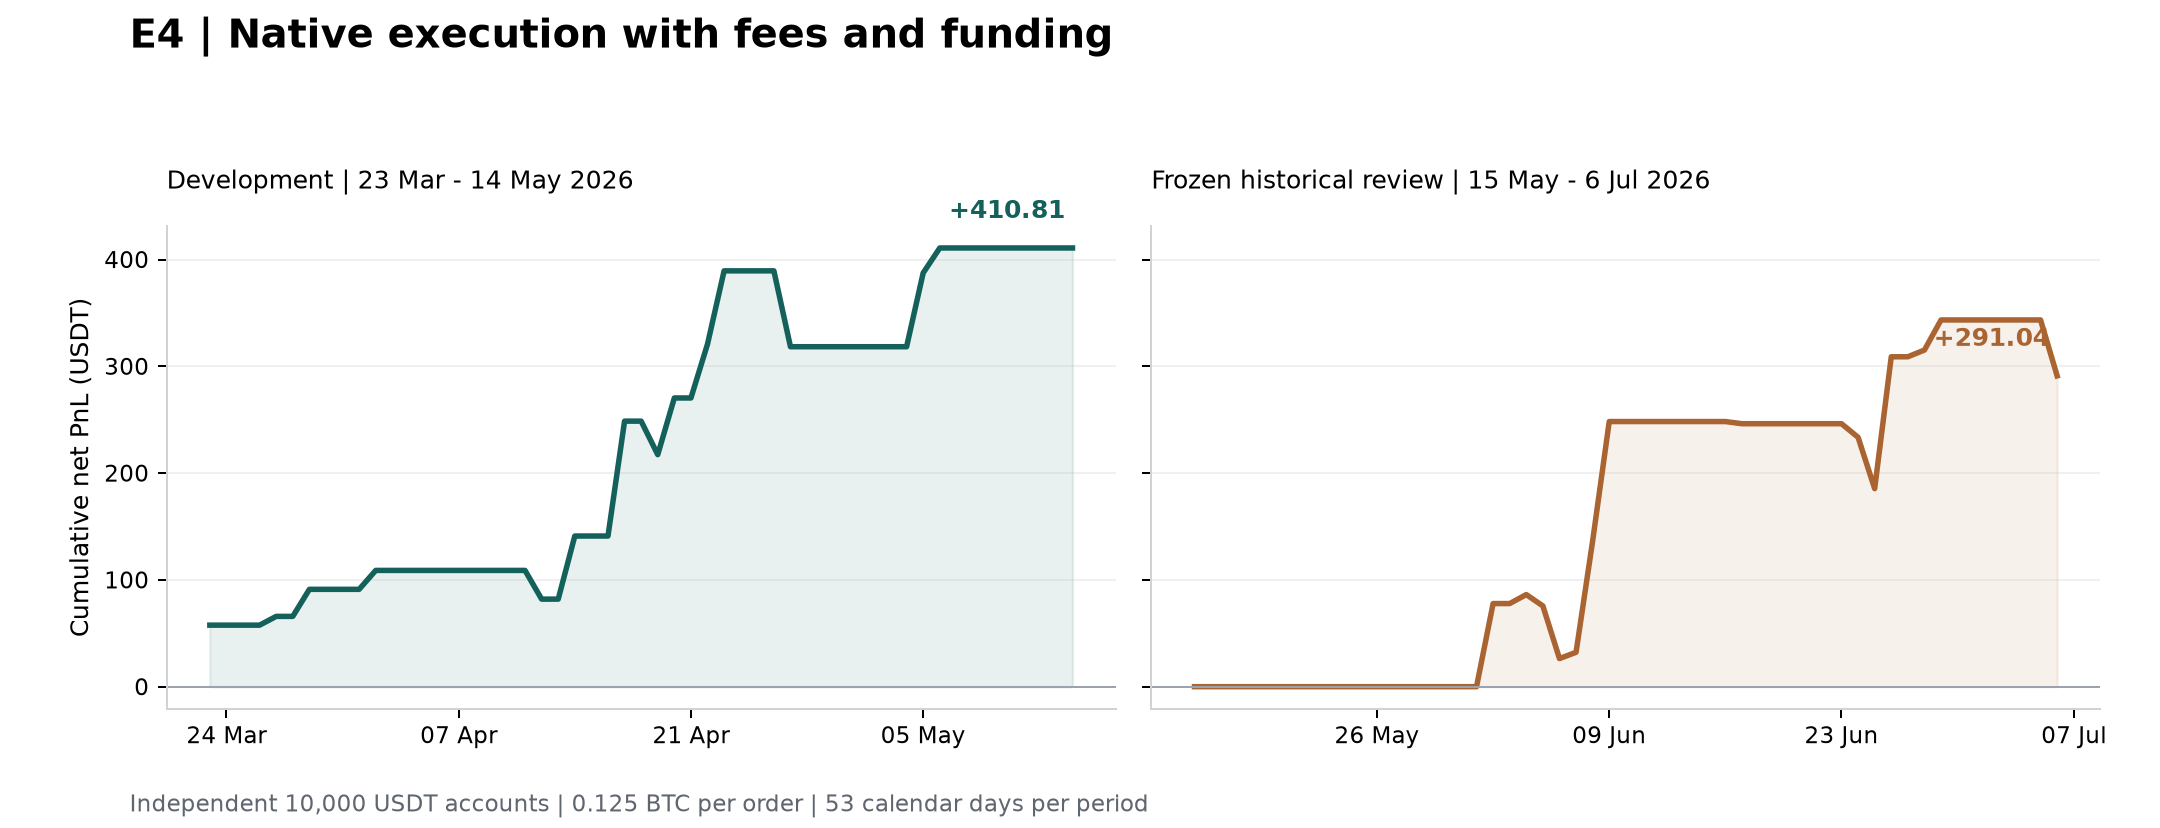 E4 | Native execution with fees and funding
Development | 23 Mar - 14 May 2026
+410.81
Cumulative net PnL (USDT)
400
300
200
100
0
24 Mar
07 Apr
21 Apr
05 May
Frozen historical review | 15 May - 6 Jul 2026
+291.04
26 May
09 Jun
23 Jun
07 Jul
Independent 10,000 USDT accounts | 0.125 BTC per order | 53 calendar days per period